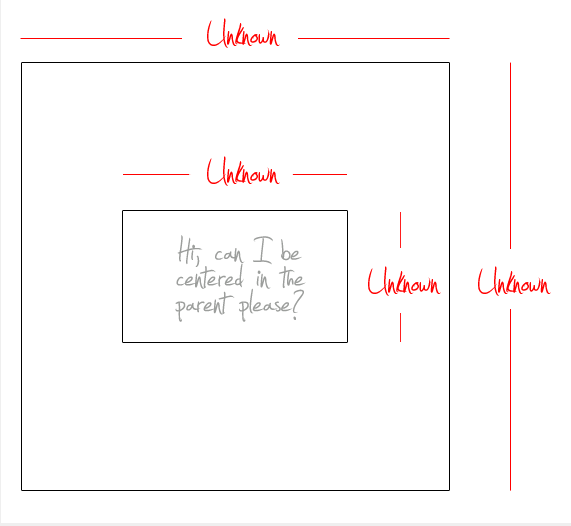 Unknown
Unknown
Hi, can I be
centered in the
parent please?
Unknown
Unknown